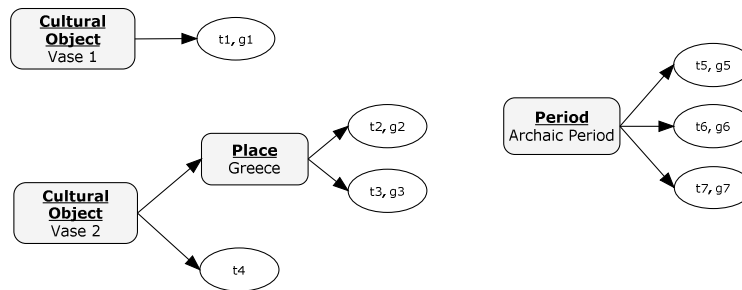 Cultural
Object
Vase 1
t1, g1
Cultural
Object
Vase 2
Place
Greece
t2, g2
t3, g3
t4
Period
Archaic Period
t5, g5
t6, g6
t7, g7